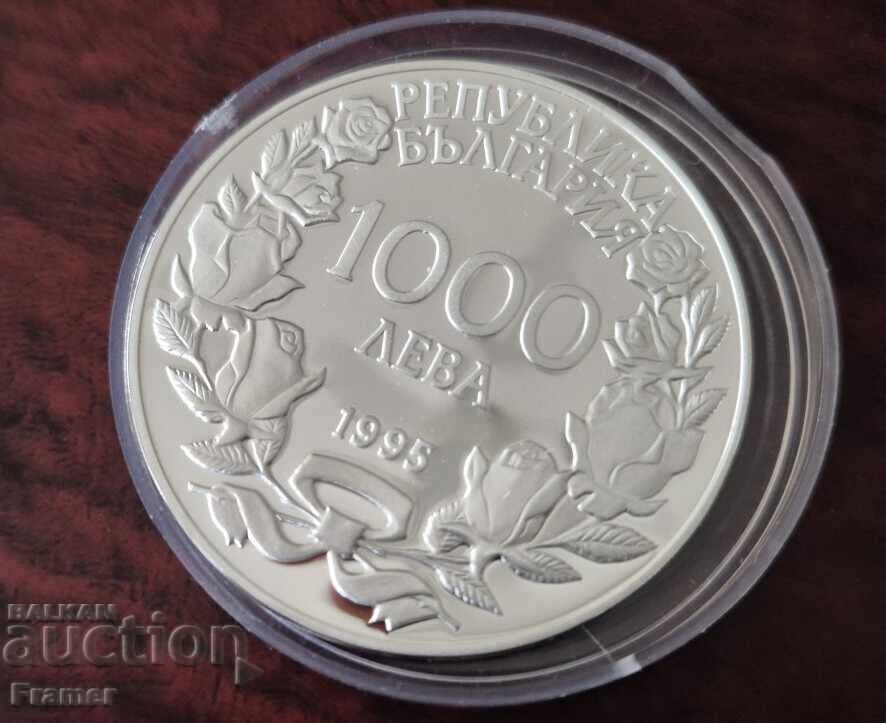 РЕПУБЛИКА
БЪЛГАРИЯ
1000
ЛЕВА
1995
BALKAN
auction
Framer